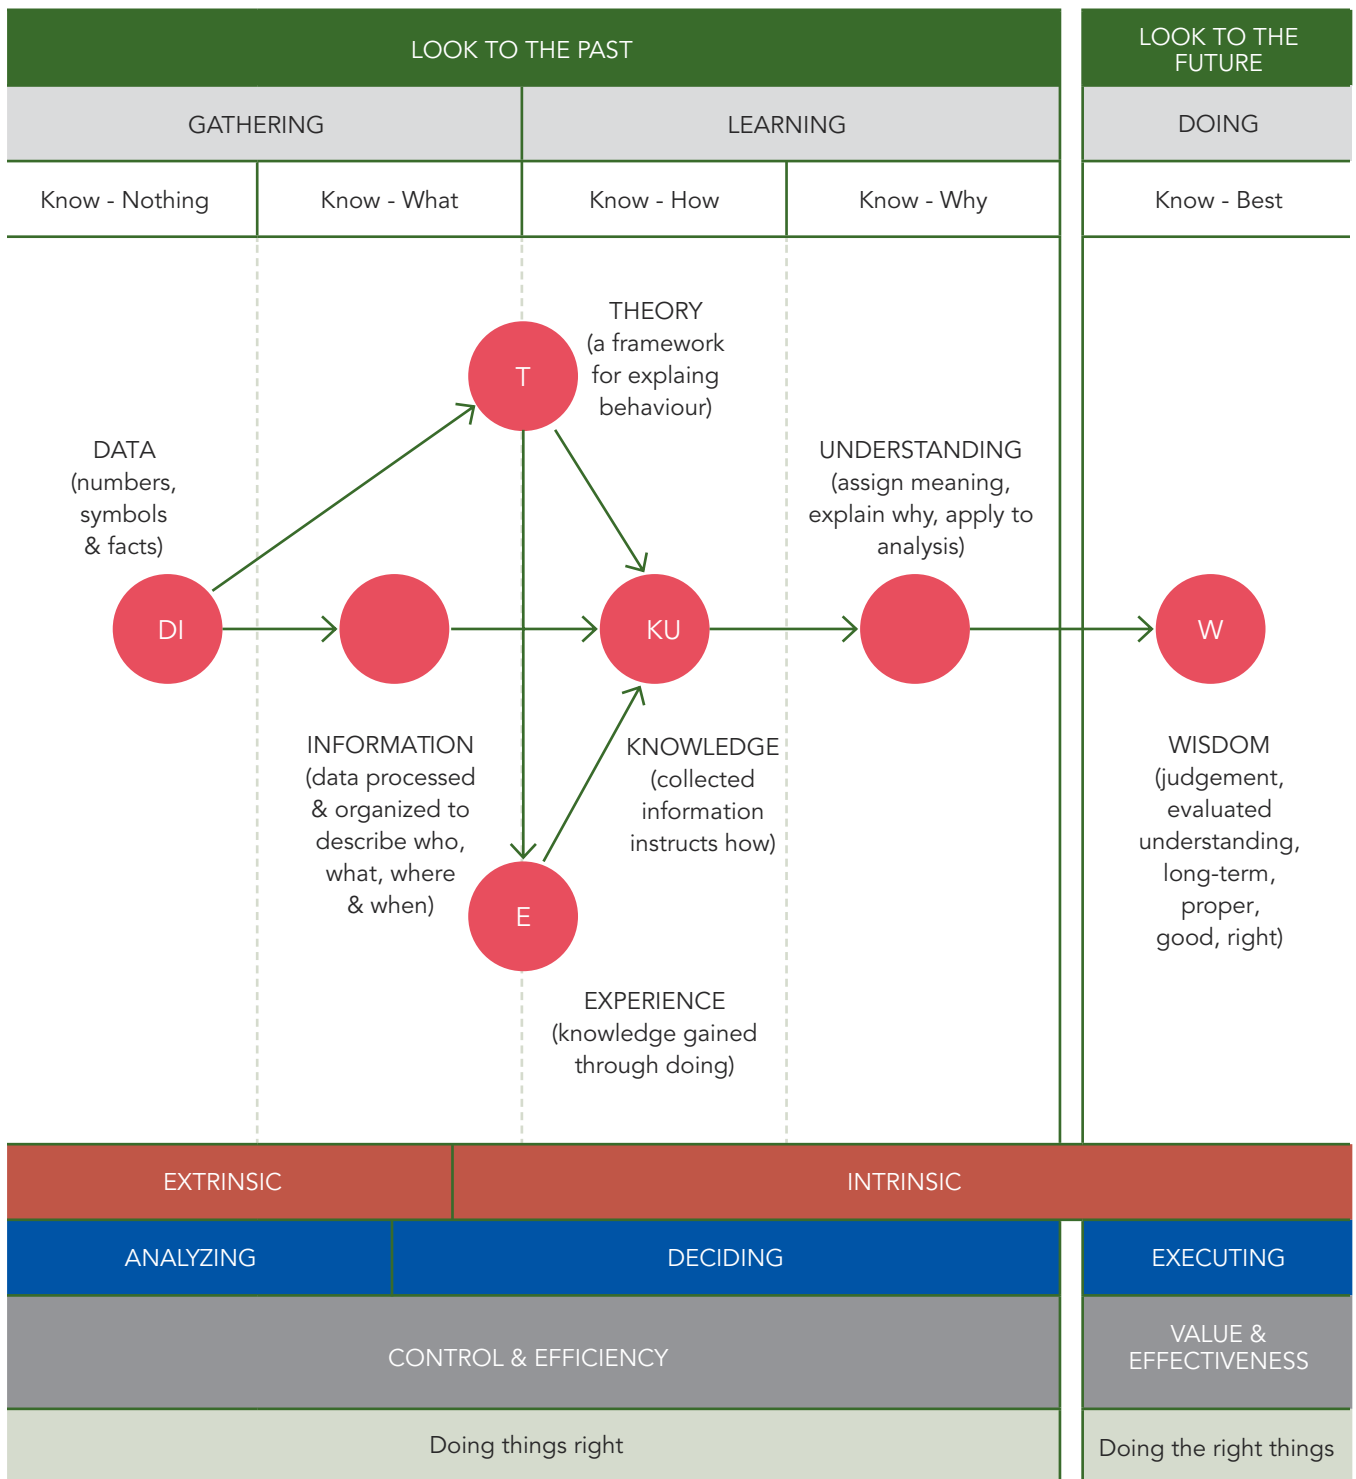 LOOK TO THE PAST
LOOK TO THE
FUTURE
GATHERING
LEARNING
DOING
Know - Nothing
Know - What
Know - How
Know - Why
Know - Best
THEORY
(a framework
for explaing
behaviour)
T
DATA
(numbers,
symbols
& facts)
UNDERSTANDING
(assign meaning,
explain why, apply to
analysis)
DI
KU
W
INFORMATION
(data processed
& organized to
describe who,
what, where
& when)
KNOWLEDGE
(collected
information
instructs how)
WISDOM
(judgement,
evaluated
understanding,
long-term,
proper,
good, right)
E
EXPERIENCE
(knowledge gained
through doing)
EXTRINSIC
INTRINSIC
ANALYZING
DECIDING
EXECUTING
CONTROL & EFFICIENCY
VALUE &
EFFECTIVENESS
Doing things right
Doing the right things